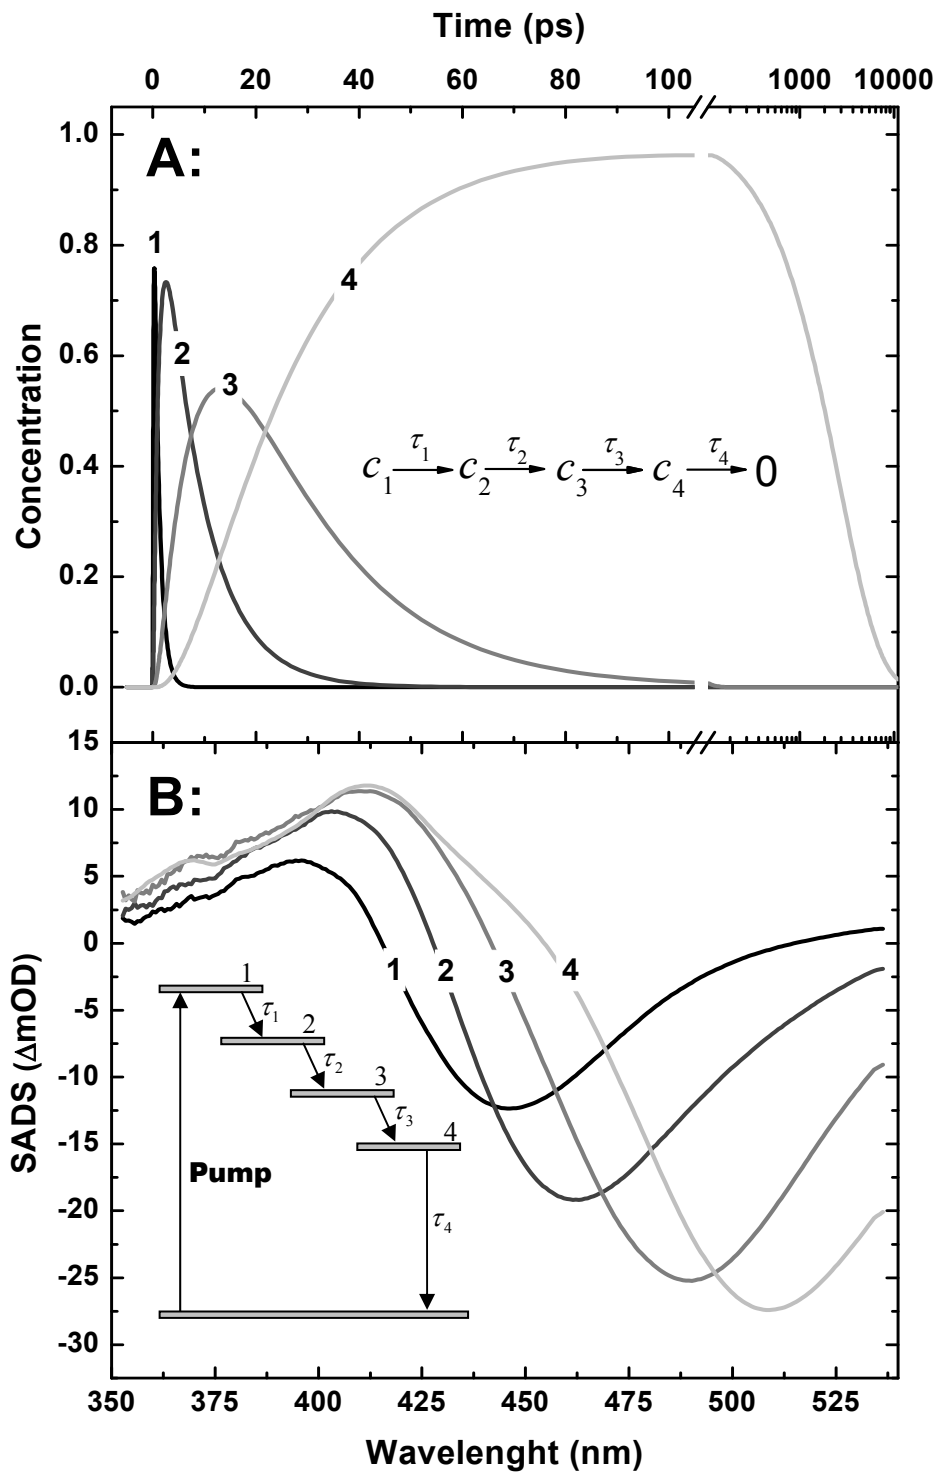 Time (ps)
0 20 40 60 80 100 1000 10000
A:
1.0
0.8
0.6
0.4
0.2
0.0
Concentration
1
2
3
4
c1 τ1 c2 τ2 c3 τ3 c4 τ4 0
B:
15
10
5
0
-5
-10
-15
-20
-25
-30
SADS (ΔmOD)
1 2 3 4
1
τ1
2
τ2
3
τ3
4
Pump
τ4
350 375 400 425 450 475 500 525
Wavelenght (nm)